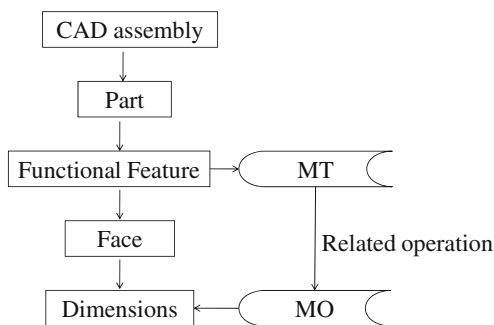 CAD assembly
Part
Functional Feature
MT
Face
Related operation
Dimensions
MO